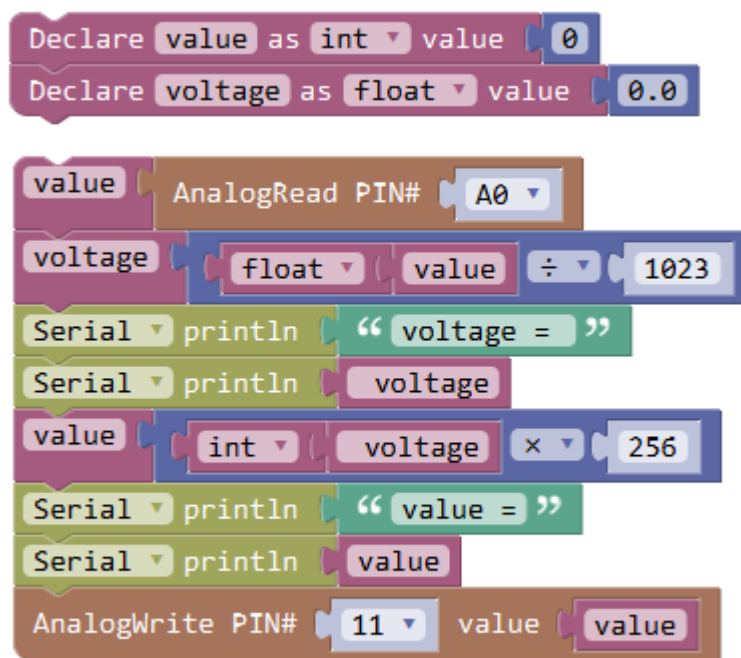 Declare value as int value 0
Declare voltage as float value 0.0
value AnalogRead PIN# A0
voltage float value ÷ 1023
Serial println “ voltage = ”
Serial println voltage
value int voltage × 256
Serial println “ value = ”
Serial println value
AnalogWrite PIN# 11 value value